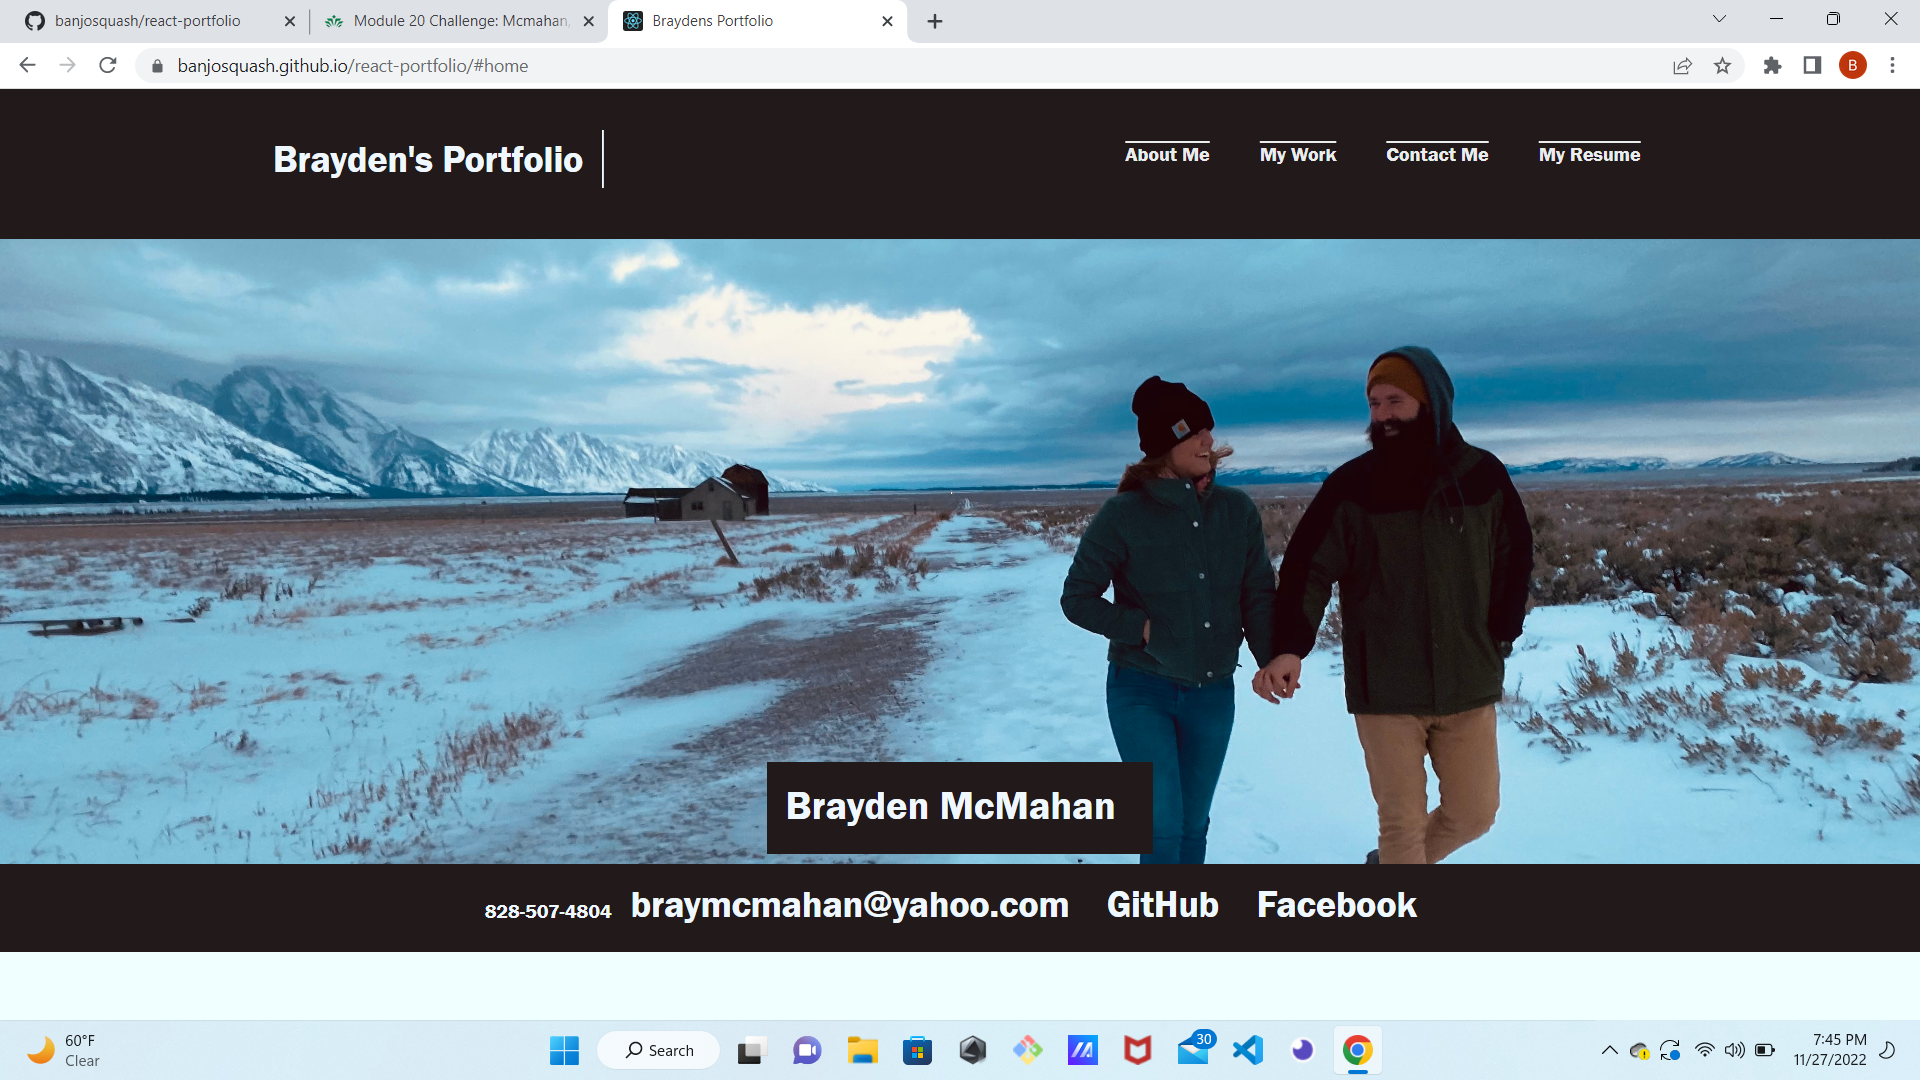 banjosquash/react-portfolio
Module 20 Challenge: Mcmahan,
Braydens Portfolio
banjosquash.github.io/react-portfolio/#home
B
Brayden's Portfolio
About Me
My Work
Contact Me
My Resume
Brayden McMahan
828-507-4804 braymcmahan@yahoo.com GitHub Facebook
60°F
Clear
Search
30
7:45 PM
11/27/2022